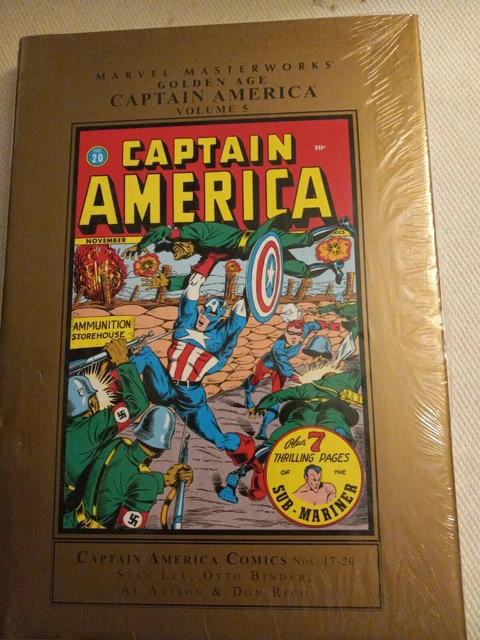 MARVEL MASTERWORKS
GOLDEN AGE
CAPTAIN AMERICA
VOLUME 5
NO. 20
10¢
CAPTAIN
AMERICA
NOVEMBER
AMMUNITION
STOREHOUSE
Plus 7
THRILLING PAGES
OF THE
SUB-MARINER
CAPTAIN AMERICA COMICS NOS. 17-20
STAN LEE, OTTO BINDER,
AL AVISON & DON RICO